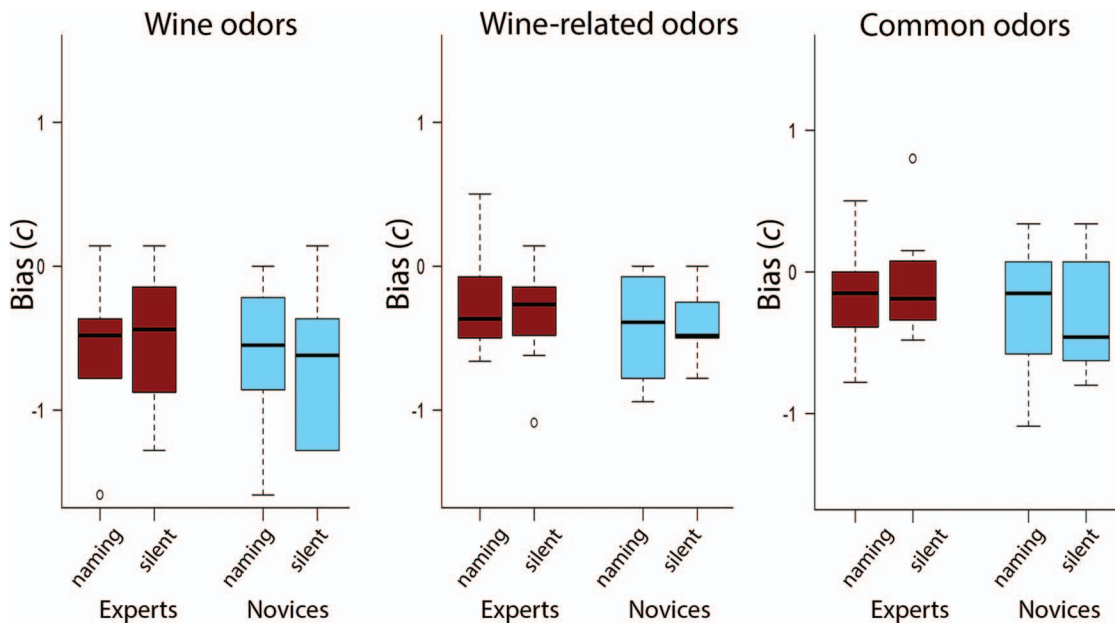 Wine odors
Bias (c)
1
0
-1
naming
silent
naming
silent
Experts
Novices
Wine-related odors
Bias (c)
1
0
-1
naming
silent
naming
silent
Experts
Novices
Common odors
Bias (c)
1
0
-1
naming
silent
naming
silent
Experts
Novices